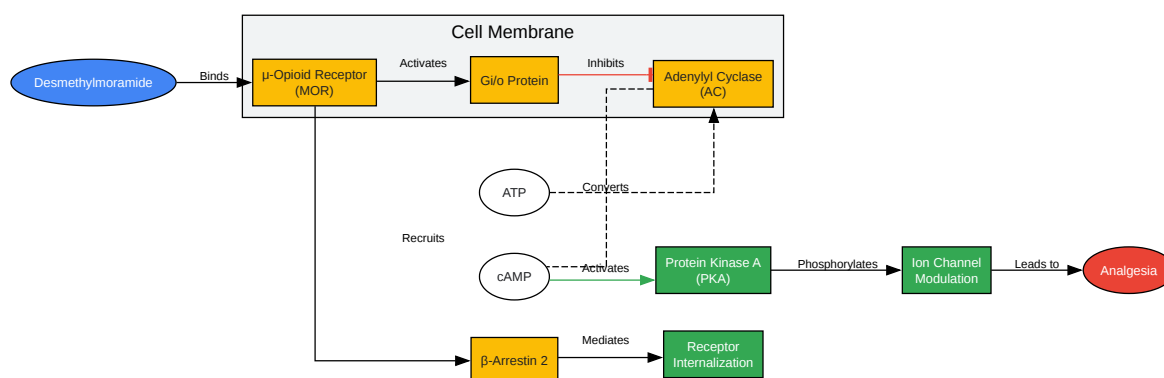 Cell Membrane
Desmethylmoramide
Binds
μ-Opioid Receptor
(MOR)
Activates
Gi/o Protein
Inhibits
Adenylyl Cyclase
(AC)
ATP
Converts
Recruits
cAMP
Activates
Protein Kinase A
(PKA)
Phosphorylates
Ion Channel
Modulation
Leads to
Analgesia
β-Arrestin 2
Mediates
Receptor
Internalization